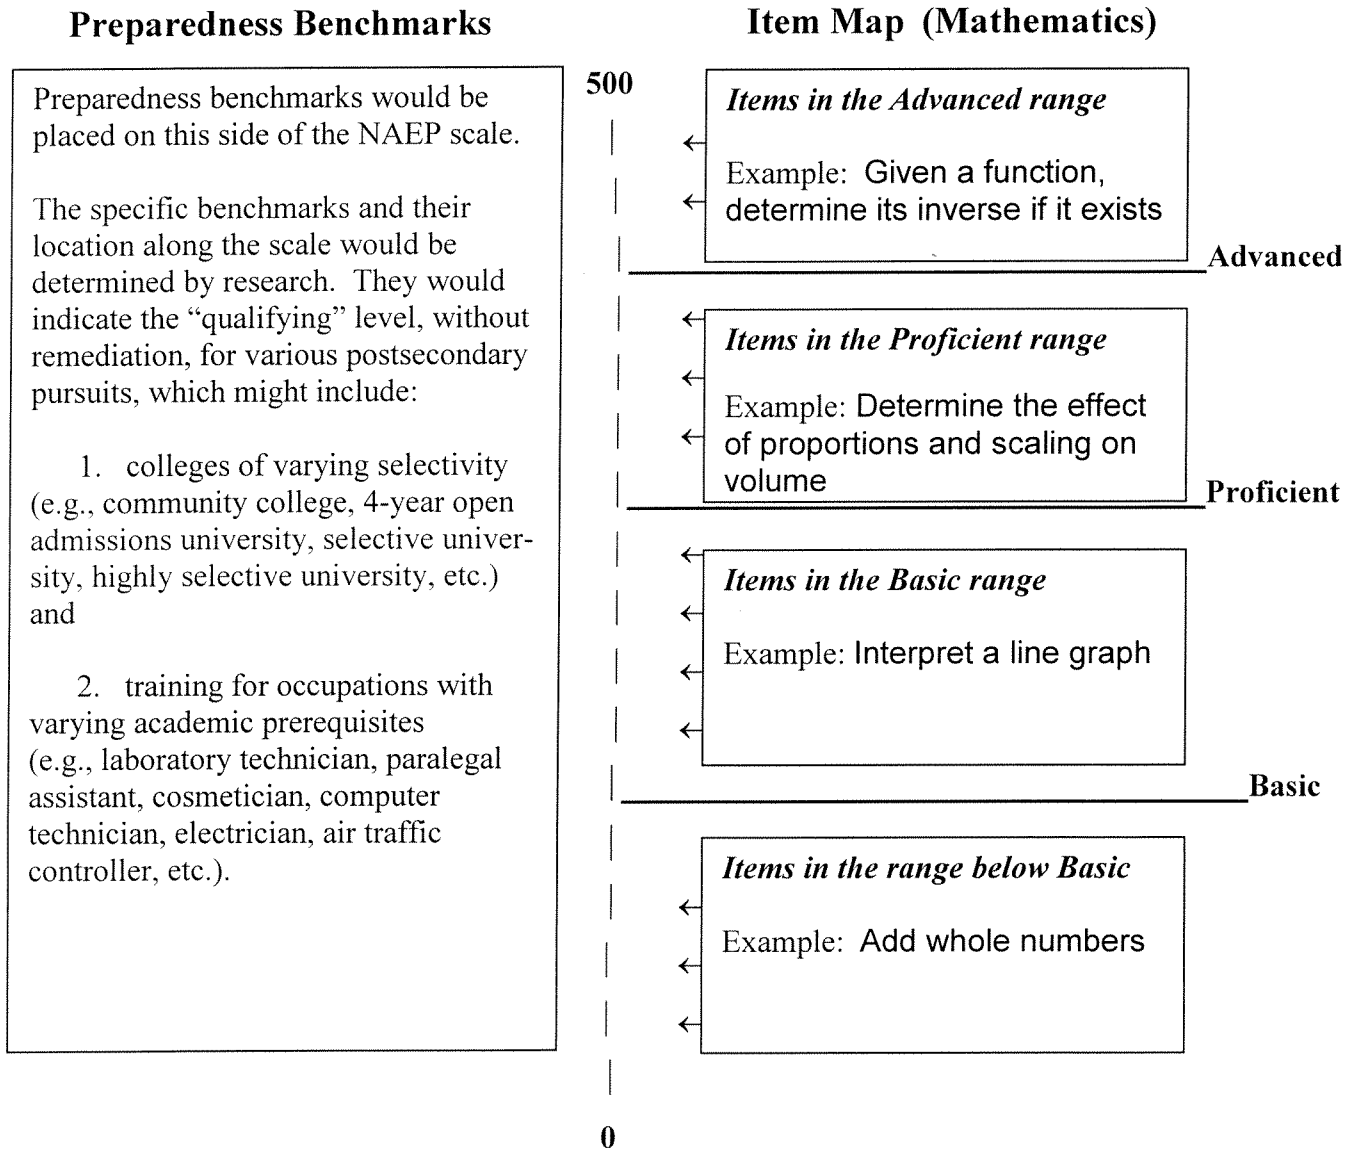 Preparedness Benchmarks
Preparedness benchmarks would be
placed on this side of the NAEP scale.
The specific benchmarks and their
location along the scale would be
determined by research.  They would
indicate the “qualifying” level, without
remediation, for various postsecondary
pursuits, which might include:
1.   colleges of varying selectivity
(e.g., community college, 4-year open
admissions university, selective univer-
sity, highly selective university, etc.)
and
2.   training for occupations with
varying academic prerequisites
(e.g., laboratory technician, paralegal
assistant, cosmetician, computer
technician, electrician, air traffic
controller, etc.).
500
0
Item Map  (Mathematics)
Items in the Advanced range
Example:  Given a function,
determine its inverse if it exists
Advanced
Items in the Proficient range
Example: Determine the effect
of proportions and scaling on
volume
Proficient
Items in the Basic range
Example: Interpret a line graph
Basic
Items in the range below Basic
Example:  Add whole numbers